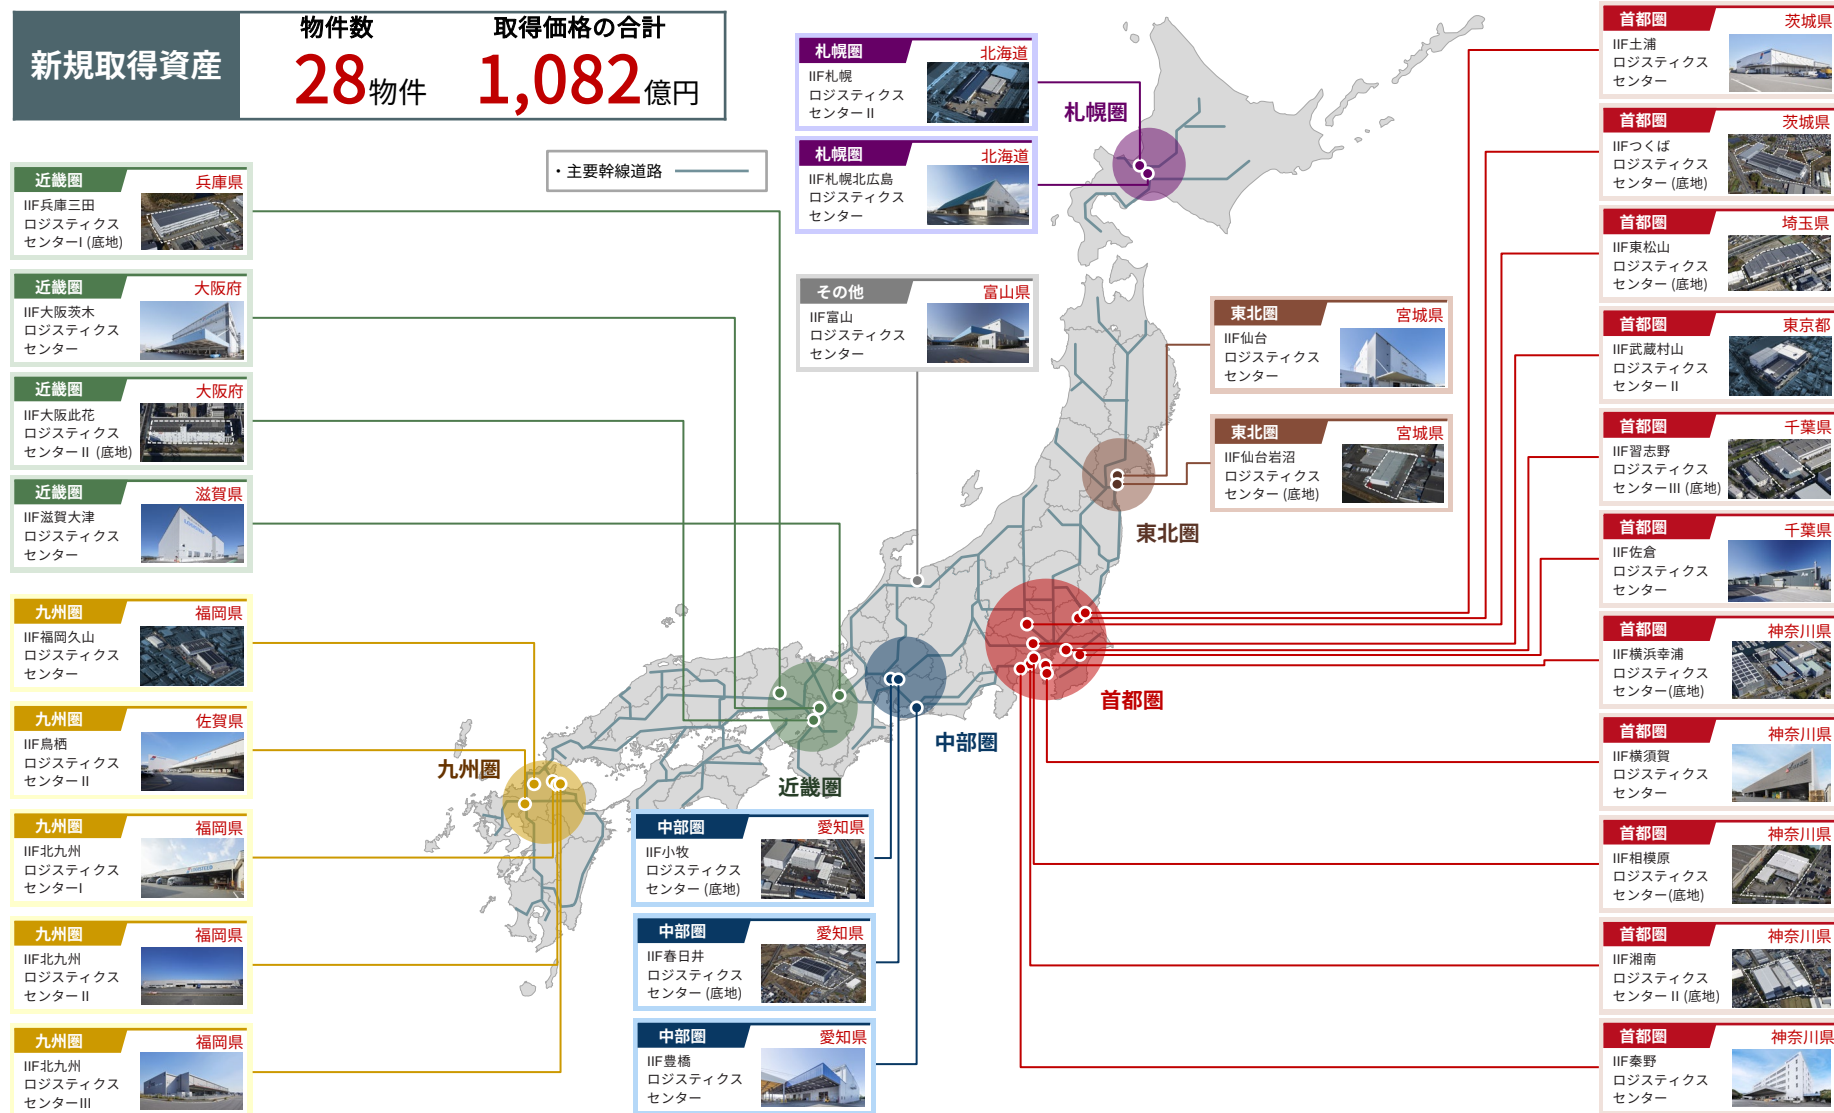 新規取得資産
物件数
28物件
取得価格の合計
1,082億円
・主要幹線道路
近畿圏
兵庫県
IIF兵庫三田
ロジスティクス
センターI (底地)
近畿圏
大阪府
IIF大阪茨木
ロジスティクス
センター
近畿圏
大阪府
IIF大阪此花
ロジスティクス
センターⅡ (底地)
近畿圏
滋賀県
IIF滋賀大津
ロジスティクス
センター
九州圏
福岡県
IIF福岡久山
ロジスティクス
センター
九州圏
佐賀県
IIF鳥栖
ロジスティクス
センターⅡ
九州圏
福岡県
IIF北九州
ロジスティクス
センターI
九州圏
福岡県
IIF北九州
ロジスティクス
センターⅡ
九州圏
福岡県
IIF北九州
ロジスティクス
センターⅢ
札幌圏
北海道
IIF札幌
ロジスティクス
センターⅡ
札幌圏
北海道
IIF札幌北広島
ロジスティクス
センター
その他
富山県
IIF富山
ロジスティクス
センター
東北圏
宮城県
IIF仙台
ロジスティクス
センター
東北圏
宮城県
IIF仙台岩沼
ロジスティクス
センター (底地)
札幌圏
東北圏
首都圏
中部圏
近畿圏
九州圏
中部圏
愛知県
IIF小牧
ロジスティクス
センター (底地)
中部圏
愛知県
IIF春日井
ロジスティクス
センター (底地)
中部圏
愛知県
IIF豊橋
ロジスティクス
センター
首都圏
茨城県
IIF土浦
ロジスティクス
センター
首都圏
茨城県
IIFつくば
ロジスティクス
センター (底地)
首都圏
埼玉県
IIF東松山
ロジスティクス
センター (底地)
首都圏
東京都
IIF武蔵村山
ロジスティクス
センターⅡ
首都圏
千葉県
IIF習志野
ロジスティクス
センターⅢ (底地)
首都圏
千葉県
IIF佐倉
ロジスティクス
センター
首都圏
神奈川県
IIF横浜幸浦
ロジスティクス
センター(底地)
首都圏
神奈川県
IIF横須賀
ロジスティクス
センター
首都圏
神奈川県
IIF相模原
ロジスティクス
センター(底地)
首都圏
神奈川県
IIF湘南
ロジスティクス
センターⅡ (底地)
首都圏
神奈川県
IIF秦野
ロジスティクス
センター